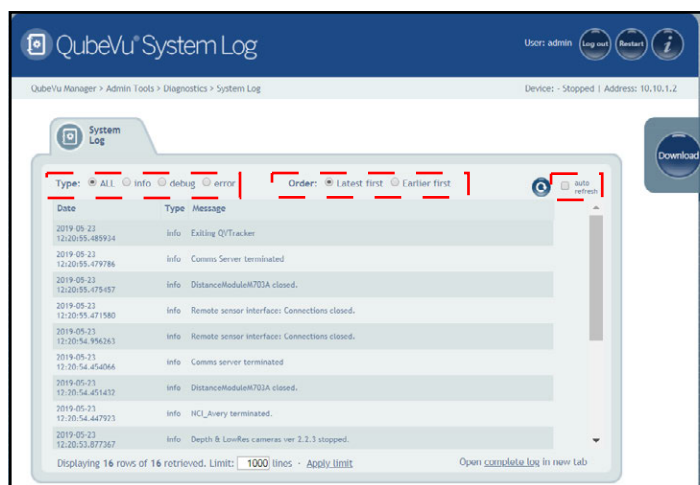 QubeVu® System Log
User: admin
Log out
Restart
i
QubeVu Manager > Admin Tools > Diagnostics > System Log
Device: - Stopped | Address: 10.10.1.2
System
Log
Download
Type: ALL info debug error
Order: Latest first Earlier first
auto
refresh
Date Type Message
2019-05-23
12:20:55.485934
info Exiting QVTracker
2019-05-23
12:20:55.479786
info Comms Server terminated
2019-05-23
12:20:55.475457
info DistanceModuleM703A closed.
2019-05-23
12:20:55.471580
info Remote sensor interface: Connections closed.
2019-05-23
12:20:54.956263
info Remote sensor interface: Connections closed.
2019-05-23
12:20:54.454066
info Comms server terminated
2019-05-23
12:20:54.451432
info DistanceModuleM703A closed.
2019-05-23
12:20:54.447923
info NCI_Avery terminated.
2019-05-23
12:20:53.877367
info Depth & LowRes cameras ver 2.2.3 stopped.
Displaying 16 rows of 16 retrieved. Limit: 1000 lines - Apply limit
Open complete log in new tab